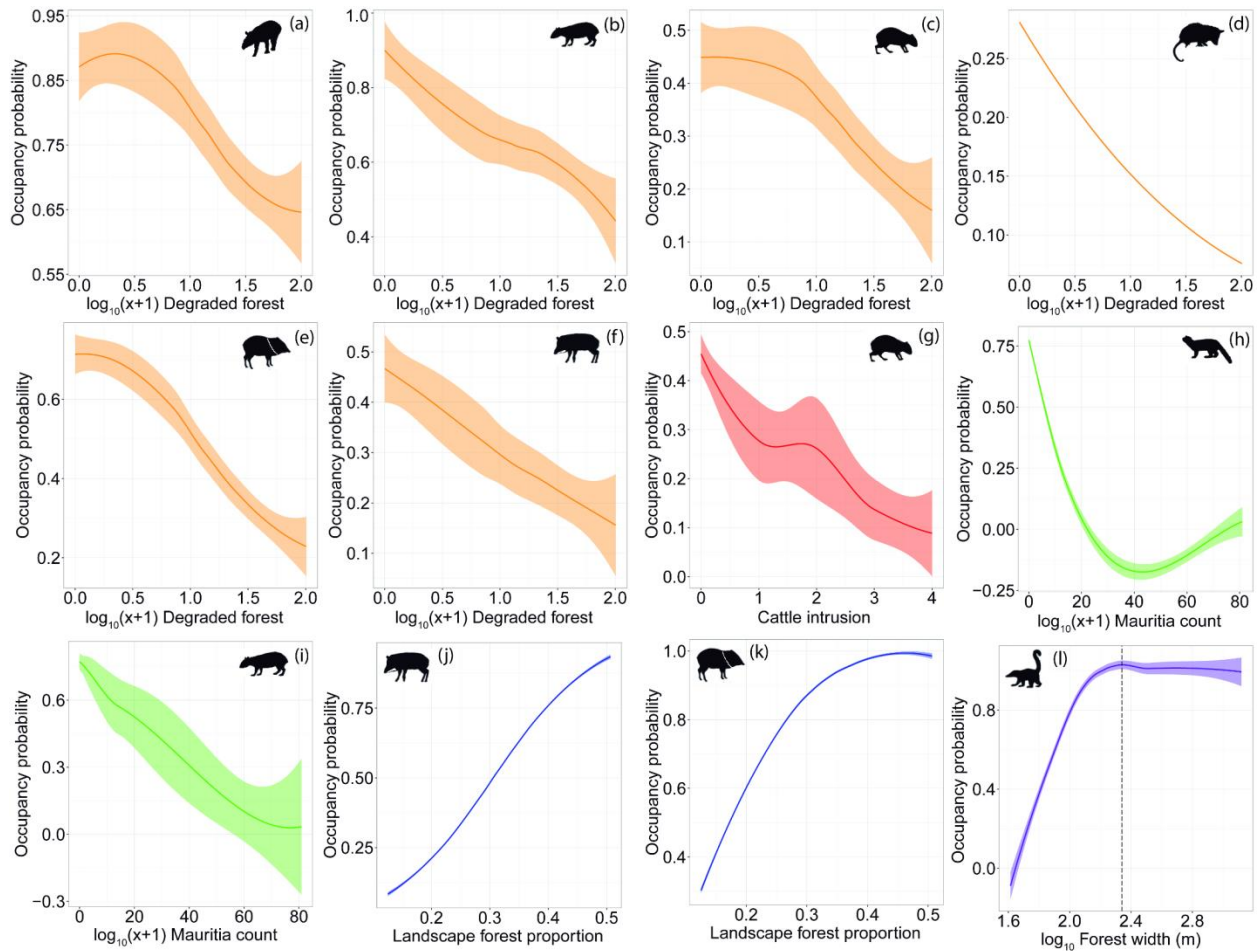 (a)
Occupancy probability
0.95
0.85
0.75
0.65
0.55
0.0 0.5 1.0 1.5 2.0
log10(x+1) Degraded forest
(b)
Occupancy probability
1.0
0.8
0.6
0.4
0.0 0.5 1.0 1.5 2.0
log10(x+1) Degraded forest
(c)
Occupancy probability
0.5
0.4
0.3
0.2
0.1
0.0 0.5 1.0 1.5 2.0
log10(x+1) Degraded forest
(d)
Occupancy probability
0.25
0.20
0.15
0.10
0.0 0.5 1.0 1.5 2.0
log10(x+1) Degraded forest
(e)
Occupancy probability
0.6
0.4
0.2
0.0 0.5 1.0 1.5 2.0
log10(x+1) Degraded forest
(f)
Occupancy probability
0.5
0.4
0.3
0.2
0.1
0.0 0.5 1.0 1.5 2.0
log10(x+1) Degraded forest
(g)
Occupancy probability
0.5
0.4
0.3
0.2
0.1
0.0
0 1 2 3 4
Cattle intrusion
(h)
Occupancy probability
0.75
0.50
0.25
0.00
−0.25
0 20 40 60 80
log10(x+1) Mauritia count
(i)
Occupancy probability
0.6
0.3
0.0
−0.3
0 20 40 60 80
log10(x+1) Mauritia count
(j)
Occupancy probability
0.75
0.50
0.25
0.2 0.3 0.4 0.5
Landscape forest proportion
(k)
Occupancy probability
1.0
0.8
0.6
0.4
0.2 0.3 0.4 0.5
Landscape forest proportion
(l)
Occupancy probability
0.8
0.4
0.0
1.6 2.0 2.4 2.8
log10 Forest width (m)